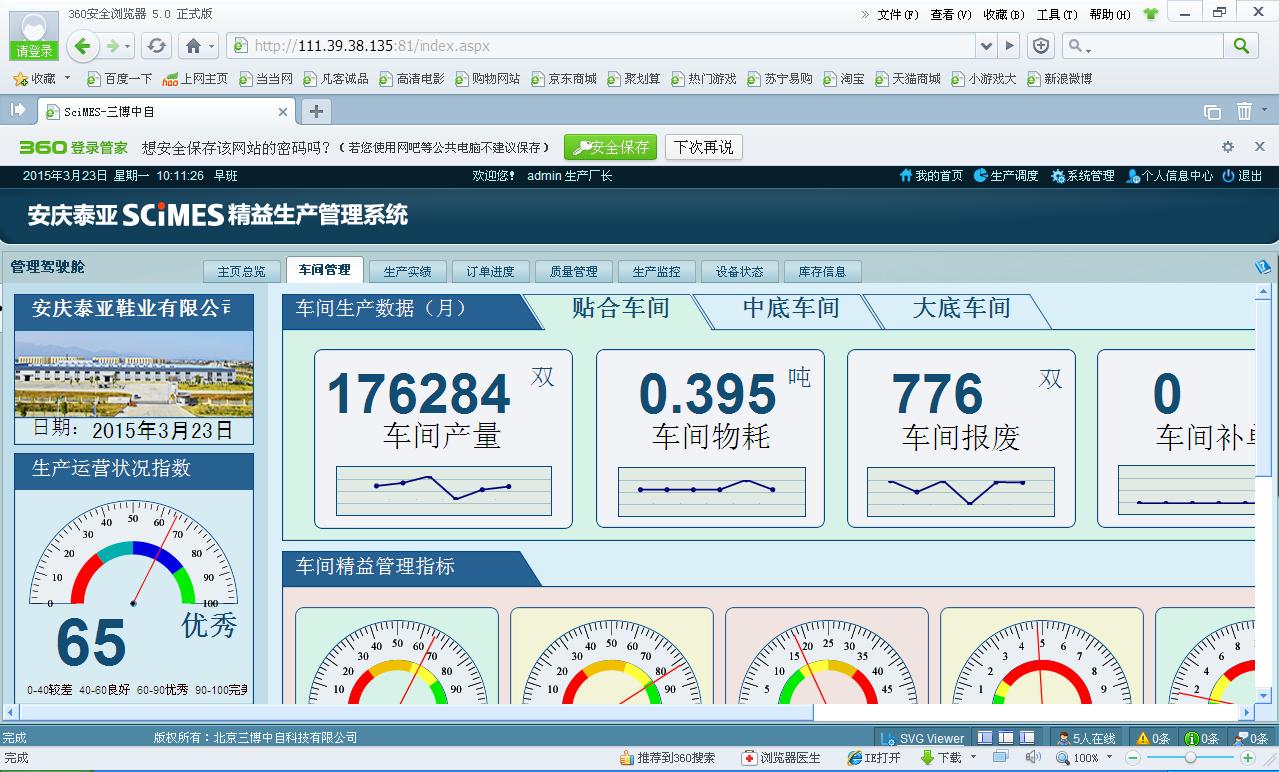 360安全浏览器 5.0 正式版
» 文件(F) 查看(V) 收藏(B) 工具(T) 帮助(H)
请登录
http://111.39.38.135:81/index.aspx
收藏 百度一下 上网主页 当当网 凡客诚品 高清电影 购物网站 京东商城 聚划算 热门游戏 苏宁易购 淘宝 天猫商城 小游戏大 新浪微博
SciMES-三博中自
360 登录管家 想安全保存该网站的密码吗？（若您使用网吧等公共电脑不建议保存） 安全保存 下次再说
2015年3月23日 星期一 10:11:26 早班 欢迎您！ admin 生产厂长 我的首页 生产调度 系统管理 个人信息中心 退出
安庆泰亚SCiMES精益生产管理系统
管理驾驶舱 主页总览 车间管理 生产实绩 订单进度 质量管理 生产监控 设备状态 库存信息
安庆泰亚鞋业有限公司
日期： 2015年3月23日
生产运营状况指数
0 10 20 30 40 50 60 70 80 90 100
65 优秀
0-40较差 40-60良好 60-90优秀 90-100完美
车间生产数据（月） 贴合车间 中底车间 大底车间
176284 双
车间产量
0.395 吨
车间物耗
776 双
车间报废
0
车间补单
车间精益管理指标
10 20 30 40 50 60 70 80 90
10 20 30 40 50 60 70 80 90
5 10 15 20 25 30 35 40 45
1 2 3 4 5 6 7 8 9
2 4 6 8
完成 版权所有：北京三博中自科技有限公司 SVG Viewer 5人在线 0条 0条 0条
完成 推荐到360搜索 浏览器医生 IE打开 下载 100%